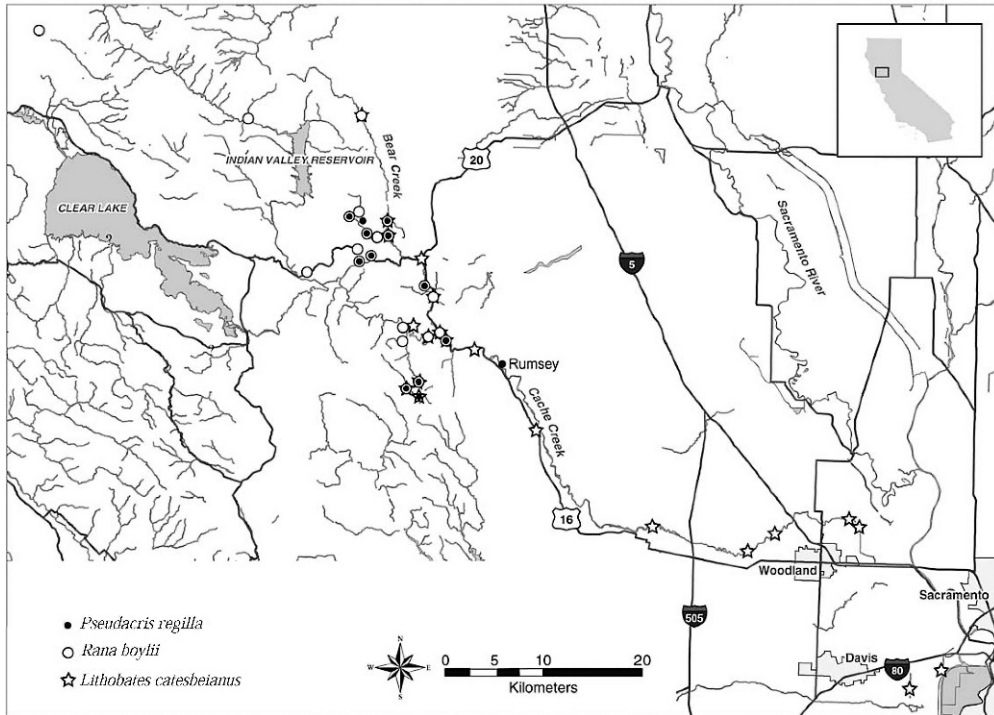 20
Bear Creek
INDIAN VALLEY RESERVOIR
CLEAR LAKE
Sacramento River
5
Rumsey
Cache Creek
16
Woodland
Sacramento
505
Davis
80
Pseudacris regilla
Rana boylii
Lithobates catesbeianus
N
W E
S
0 5 10 20
Kilometers